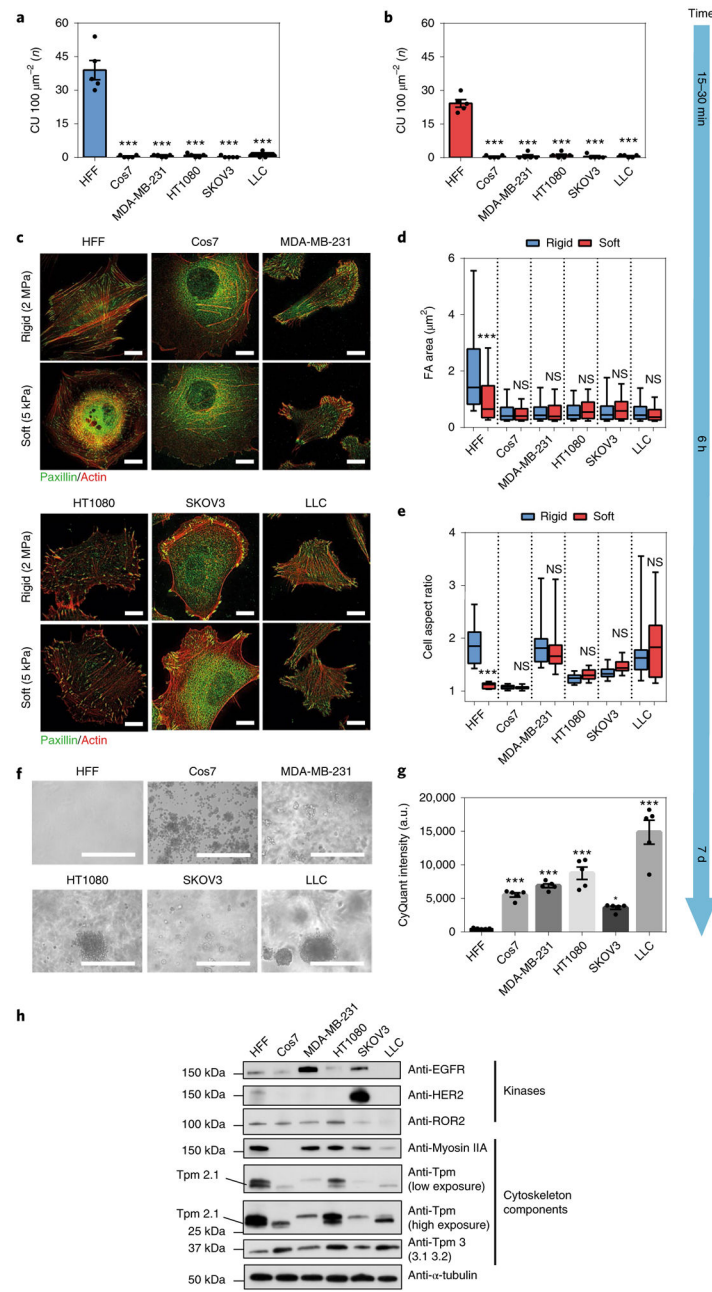 a
CU 100 μm⁻² (n)
60
45
30
15
0
***
***
***
***
***
HFF
Cos7
MDA-MB-231
HT1080
SKOV3
LLC
b
CU 100 μm⁻² (n)
60
45
30
15
0
***
***
***
***
***
HFF
Cos7
MDA-MB-231
HT1080
SKOV3
LLC
Time
15–30 min
6 h
7 d
c
HFF
Cos7
MDA-MB-231
Rigid (2 MPa)
Soft (5 kPa)
Paxillin/Actin
HT1080
SKOV3
LLC
Rigid (2 MPa)
Soft (5 kPa)
Paxillin/Actin
d
Rigid
Soft
FA area (μm²)
6
4
2
0
***
NS
NS
NS
NS
NS
HFF
Cos7
MDA-MB-231
HT1080
SKOV3
LLC
e
Rigid
Soft
Cell aspect ratio
4
3
2
1
***
NS
NS
NS
NS
NS
HFF
Cos7
MDA-MB-231
HT1080
SKOV3
LLC
f
HFF
Cos7
MDA-MB-231
HT1080
SKOV3
LLC
g
CyQuant intensity (a.u.)
20,000
15,000
10,000
5,000
0
***
***
***
*
***
HFF
Cos7
MDA-MB-231
HT1080
SKOV3
LLC
h
HFF
Cos7
MDA-MB-231
HT1080
SKOV3
LLC
150 kDa
Anti-EGFR
150 kDa
Anti-HER2
Kinases
100 kDa
Anti-ROR2
150 kDa
Anti-Myosin IIA
Tpm 2.1
Anti-Tpm
(low exposure)
Cytoskeleton
components
Tpm 2.1
Anti-Tpm
(high exposure)
25 kDa
37 kDa
Anti-Tpm 3
(3.1 3.2)
50 kDa
Anti-α-tubulin